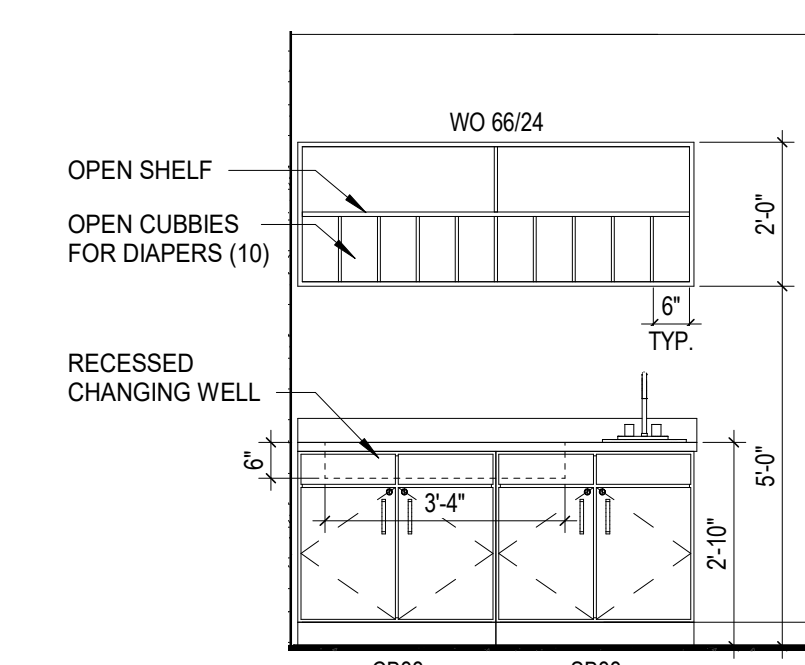 WO 66/24
OPEN SHELF
OPEN CUBBIES
FOR DIAPERS (10)
2'-0"
6"
TYP.
RECESSED
CHANGING WELL
6"
3'-4"
5'-0"
2'-10"